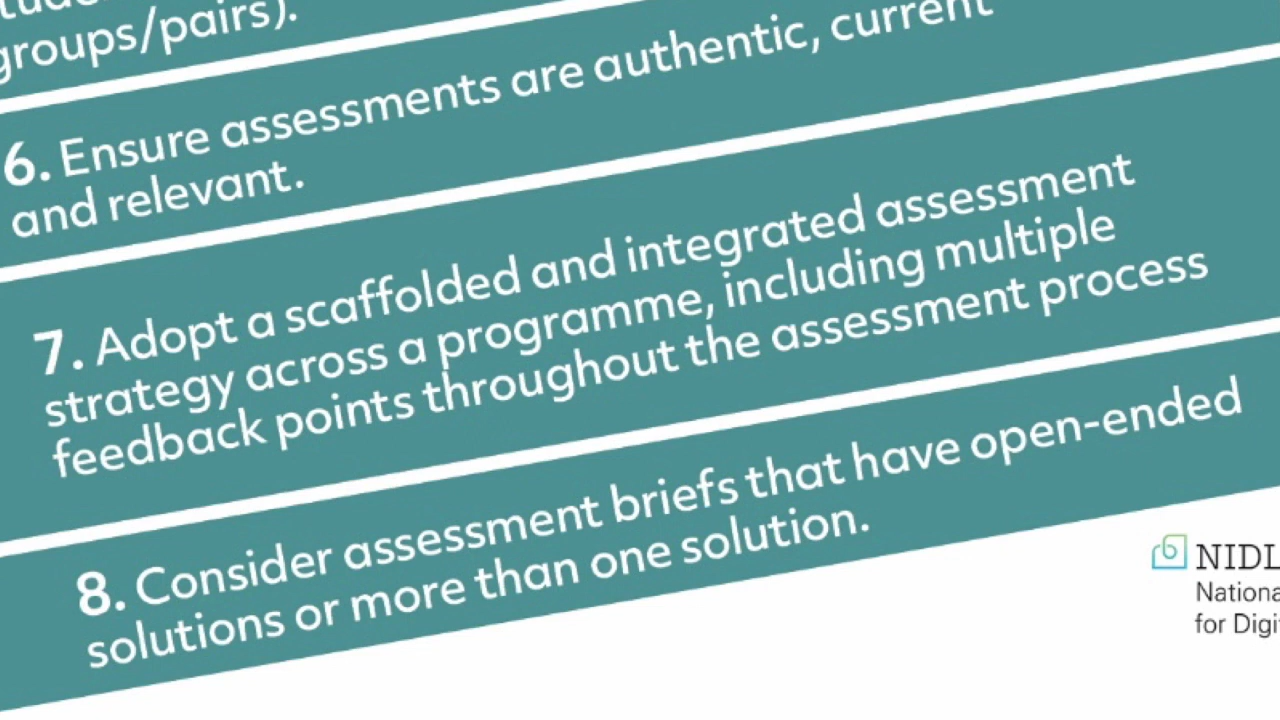 groups/pairs).
6. Ensure assessments are authentic, current
and relevant.
7. Adopt a scaffolded and integrated assessment
strategy across a programme, including multiple
feedback points throughout the assessment process
8. Consider assessment briefs that have open-ended
solutions or more than one solution.
NIDL
for